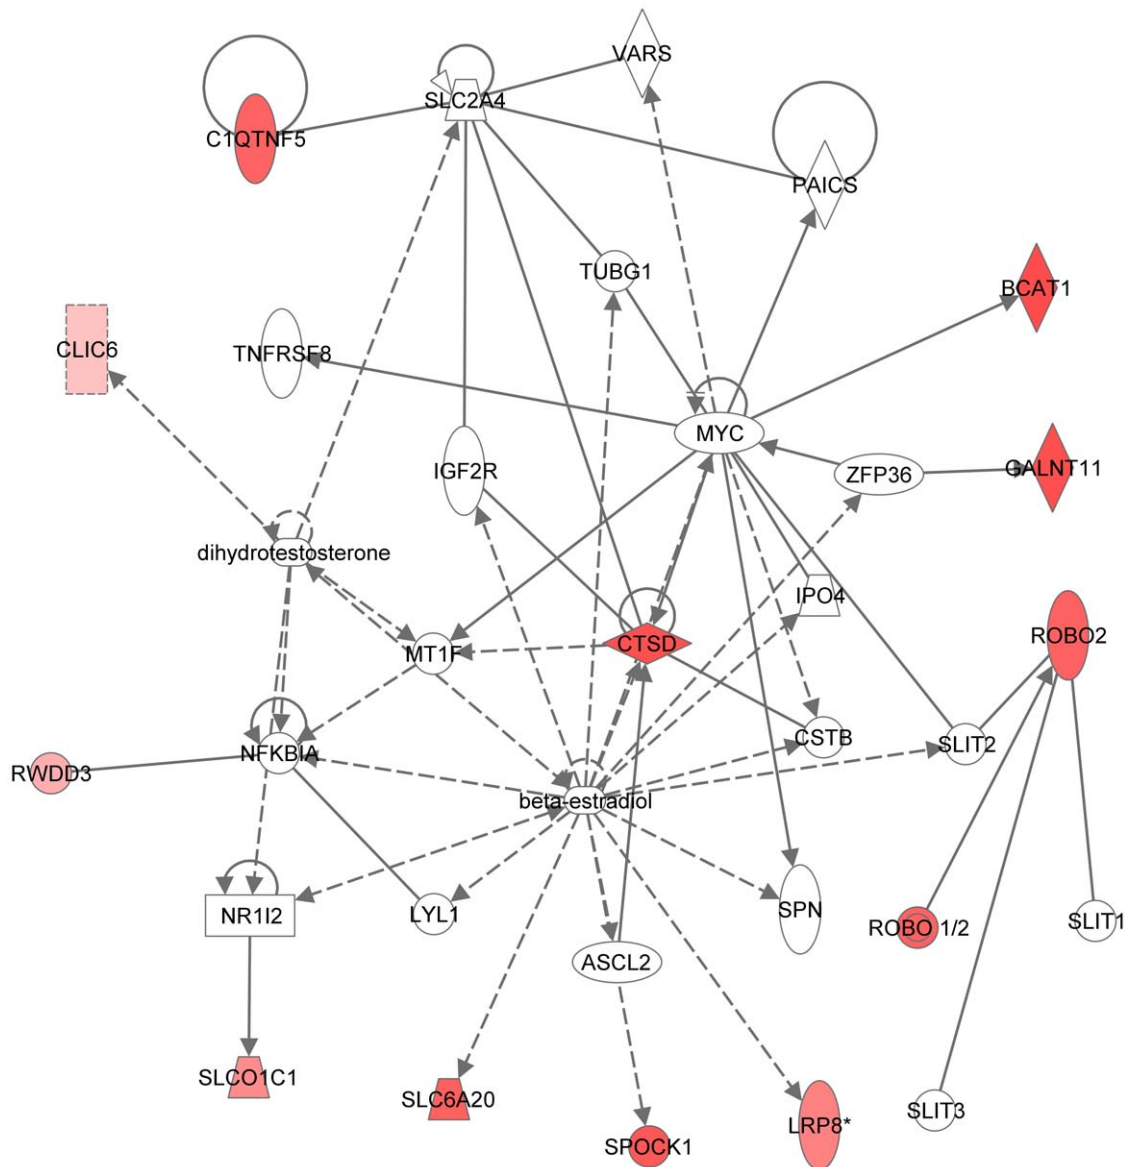 VARS
SLC2A4
C1QTNF5
PAICS
TUBG1
BCAT1
CLIC6
TNFRSF8
MYC
IGF2R
ZFP36
GALNT11
dihydrotestosterone
IPO4
CTSD
ROBO2
MT1F
NFKBIA
CSTB
SLIT2
RWDD3
beta-estradiol
NR1I2
LYL1
SPN
ROBO 1/2
SLIT1
ASCL2
SLCO1C1
SLC6A20
SLIT3
LRP8*
SPOCK1